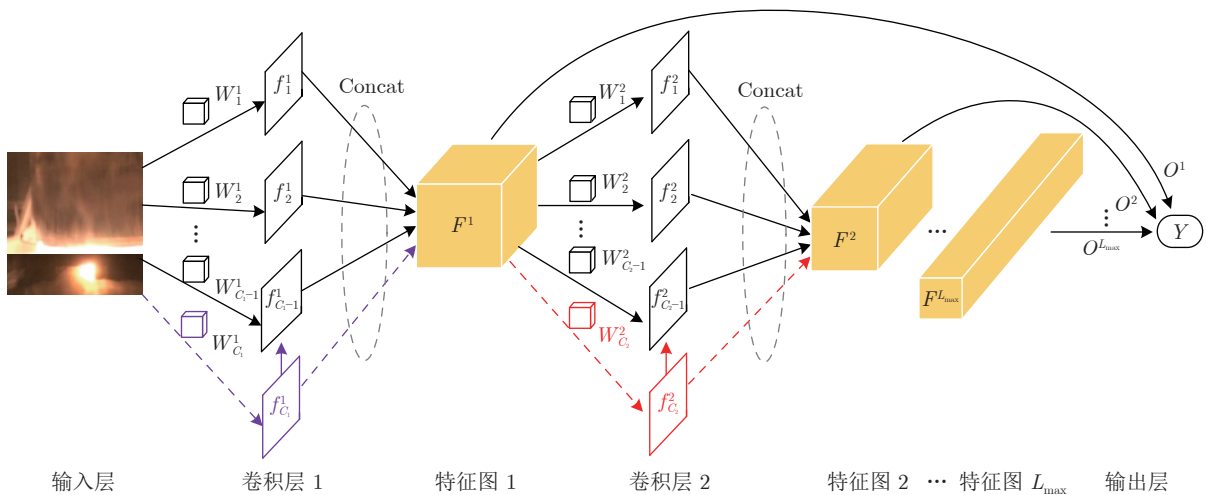 Concat
Concat
W_1^1
f_1^1
W_1^2
f_1^2
W_2^1
f_2^1
W_2^2
f_2^2
⋮
⋮
F^1
F^2
…
F^{L_max}
O^1
O^2
⋮
O^{L_max}
Y
W_{C_1-1}^1
f_{C_1-1}^1
W_{C_2-1}^2
f_{C_2-1}^2
W_{C_1}^1
f_{C_1}^1
W_{C_2}^2
f_{C_2}^2
输入层 卷积层 1 特征图 1 卷积层 2 特征图 2 … 特征图 L_max 输出层